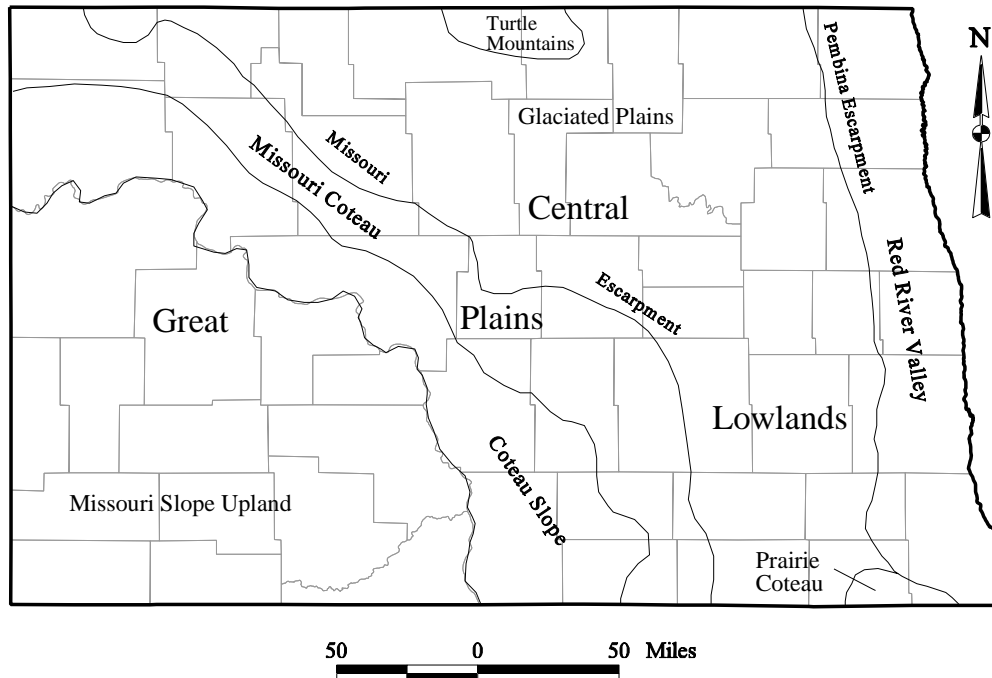 Turtle
Mountains
N
Pembina Escarpment
Glaciated Plains
Missouri
Missouri Coteau
Central
Red River Valley
Escarpment
Great
Plains
Lowlands
Coteau Slope
Missouri Slope Upland
Prairie
Coteau
50 0 50 Miles